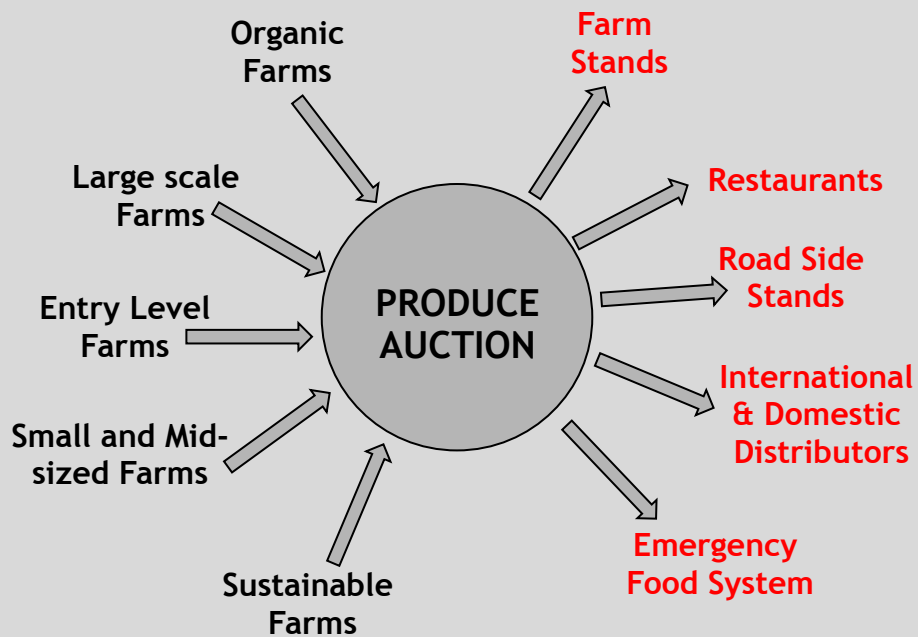 Organic
Farms
Large scale
Farms
Entry Level
Farms
Small and Mid-
sized Farms
Sustainable
Farms
PRODUCE
AUCTION
Farm
Stands
Restaurants
Road Side
Stands
International
& Domestic
Distributors
Emergency
Food System